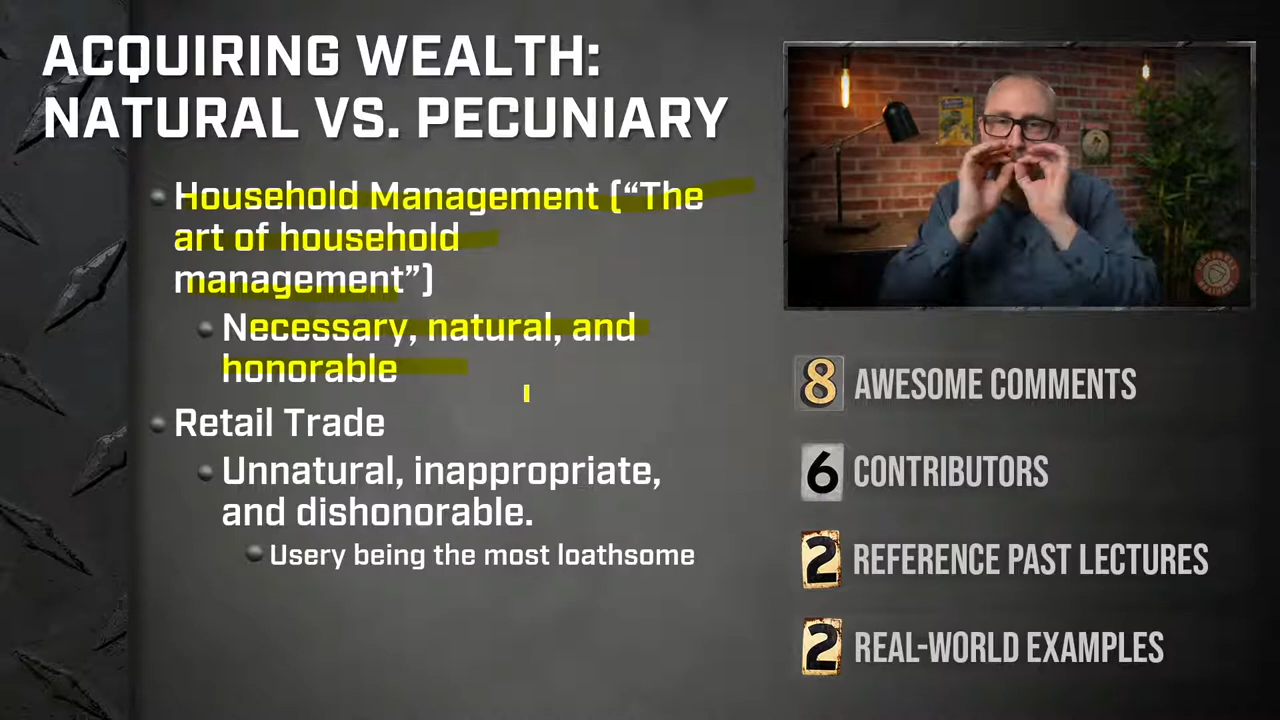 ACQUIRING WEALTH:
NATURAL VS. PECUNIARY
Household Management (“The
art of household
management”)
Necessary, natural, and
honorable
Retail Trade
Unnatural, inappropriate,
and dishonorable.
Usery being the most loathsome
8 AWESOME COMMENTS
6 CONTRIBUTORS
2 REFERENCE PAST LECTURES
2 REAL-WORLD EXAMPLES